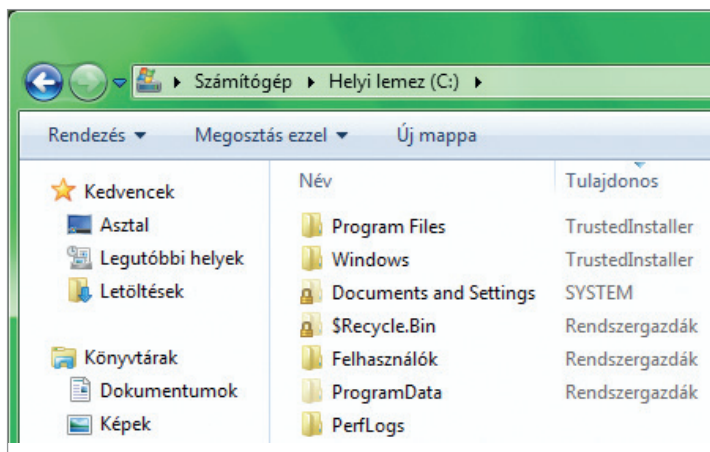 Számítógép Helyi lemez (C:)
Rendezés Megosztás ezzel Új mappa
Kedvencek
Asztal
Legutóbbi helyek
Letöltések
Könyvtárak
Dokumentumok
Képek
Név Tulajdonos
Program Files TrustedInstaller
Windows TrustedInstaller
Documents and Settings SYSTEM
$Recycle.Bin Rendszergazdák
Felhasználók Rendszergazdák
ProgramData Rendszergazdák
PerfLogs